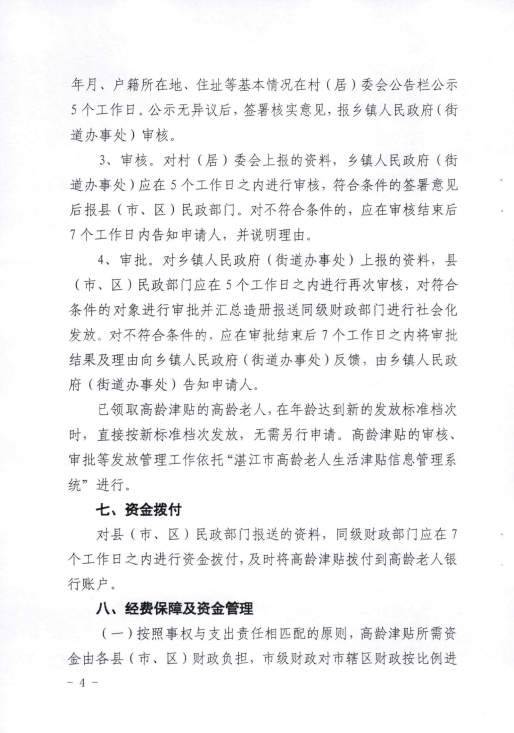 年月、户籍所在地、住址等基本情况在村（居）委会公告栏公示
5个工作日。公示无异议后，签署核实意见，报乡镇人民政府（街
道办事处）审核。
3、审核。对村（居）委会上报的资料，乡镇人民政府（街
道办事处）应在5个工作日之内进行审核，符合条件的签署意见
后报县（市、区）民政部门。对不符合条件的，应在审核结束后
7个工作日内告知申请人，并说明理由。
4、审批。对乡镇人民政府（街道办事处）上报的资料，县
（市、区）民政部门应在5个工作日之内进行再次审核，对符合
条件的对象进行审批并汇总造册报送同级财政部门进行社会化
发放。对不符合条件的，应在审批结束后7个工作日之内将审批
结果及理由向乡镇人民政府（街道办事处）反馈，由乡镇人民政
府（街道办事处）告知申请人。
已领取高龄津贴的高龄老人，在年龄达到新的发放标准档次
时，直接按新标准档次发放，无需另行申请。高龄津贴的审核、
审批等发放管理工作依托“湛江市高龄老人生活津贴信息管理系
统”进行。
七、资金拨付
对县（市、区）民政部门报送的资料，同级财政部门应在7
个工作日之内进行资金拨付，及时将高龄津贴拨付到高龄老人银
行账户。
八、经费保障及资金管理
（一）按照事权与支出责任相匹配的原则，高龄津贴所需资
金由各县（市、区）财政负担，市级财政对市辖区财政按比例进
- 4 -